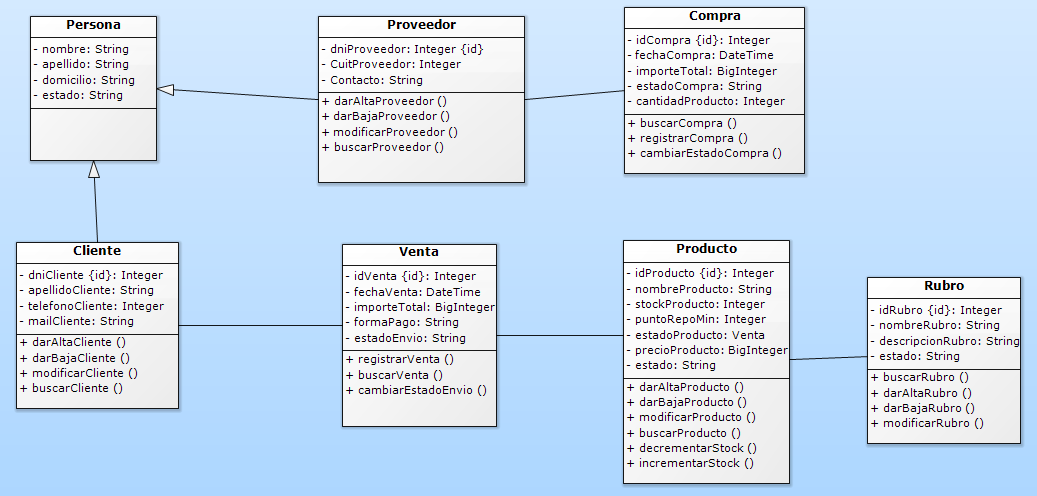 Persona
- nombre: String
- apellido: String
- domicilio: String
- estado: String
Proveedor
- dniProveedor: Integer {id}
- CuitProveedor: Integer
- Contacto: String
+ darAltaProveedor ()
+ darBajaProveedor ()
+ modificarProveedor ()
+ buscarProveedor ()
Compra
- idCompra {id}: Integer
- fechaCompra: DateTime
- importeTotal: BigInteger
- estadoCompra: String
- cantidadProducto: Integer
+ buscarCompra ()
+ registrarCompra ()
+ cambiarEstadoCompra ()
Cliente
- dniCliente {id}: Integer
- apellidoCliente: String
- telefonoCliente: Integer
- mailCliente: String
+ darAltaCliente ()
+ darBajaCliente ()
+ modificarCliente ()
+ buscarCliente ()
Venta
- idVenta {id}: Integer
- fechaVenta: DateTime
- importeTotal: BigInteger
- formaPago: String
- estadoEnvio: String
+ registrarVenta ()
+ buscarVenta ()
+ cambiarEstadoEnvio ()
Producto
- idProducto {id}: Integer
- nombreProducto: String
- stockProducto: Integer
- puntoRepoMin: Integer
- estadoProducto: Venta
- precioProducto: BigInteger
- estado: String
+ darAltaProducto ()
+ darBajaProducto ()
+ modificarProducto ()
+ buscarProducto ()
+ decrementarStock ()
+ incrementarStock ()
Rubro
- idRubro {id}: Integer
- nombreRubro: String
- descripcionRubro: String
- estado: String
+ buscarRubro ()
+ darAltaRubro ()
+ darBajaRubro ()
+ modificarRubro ()